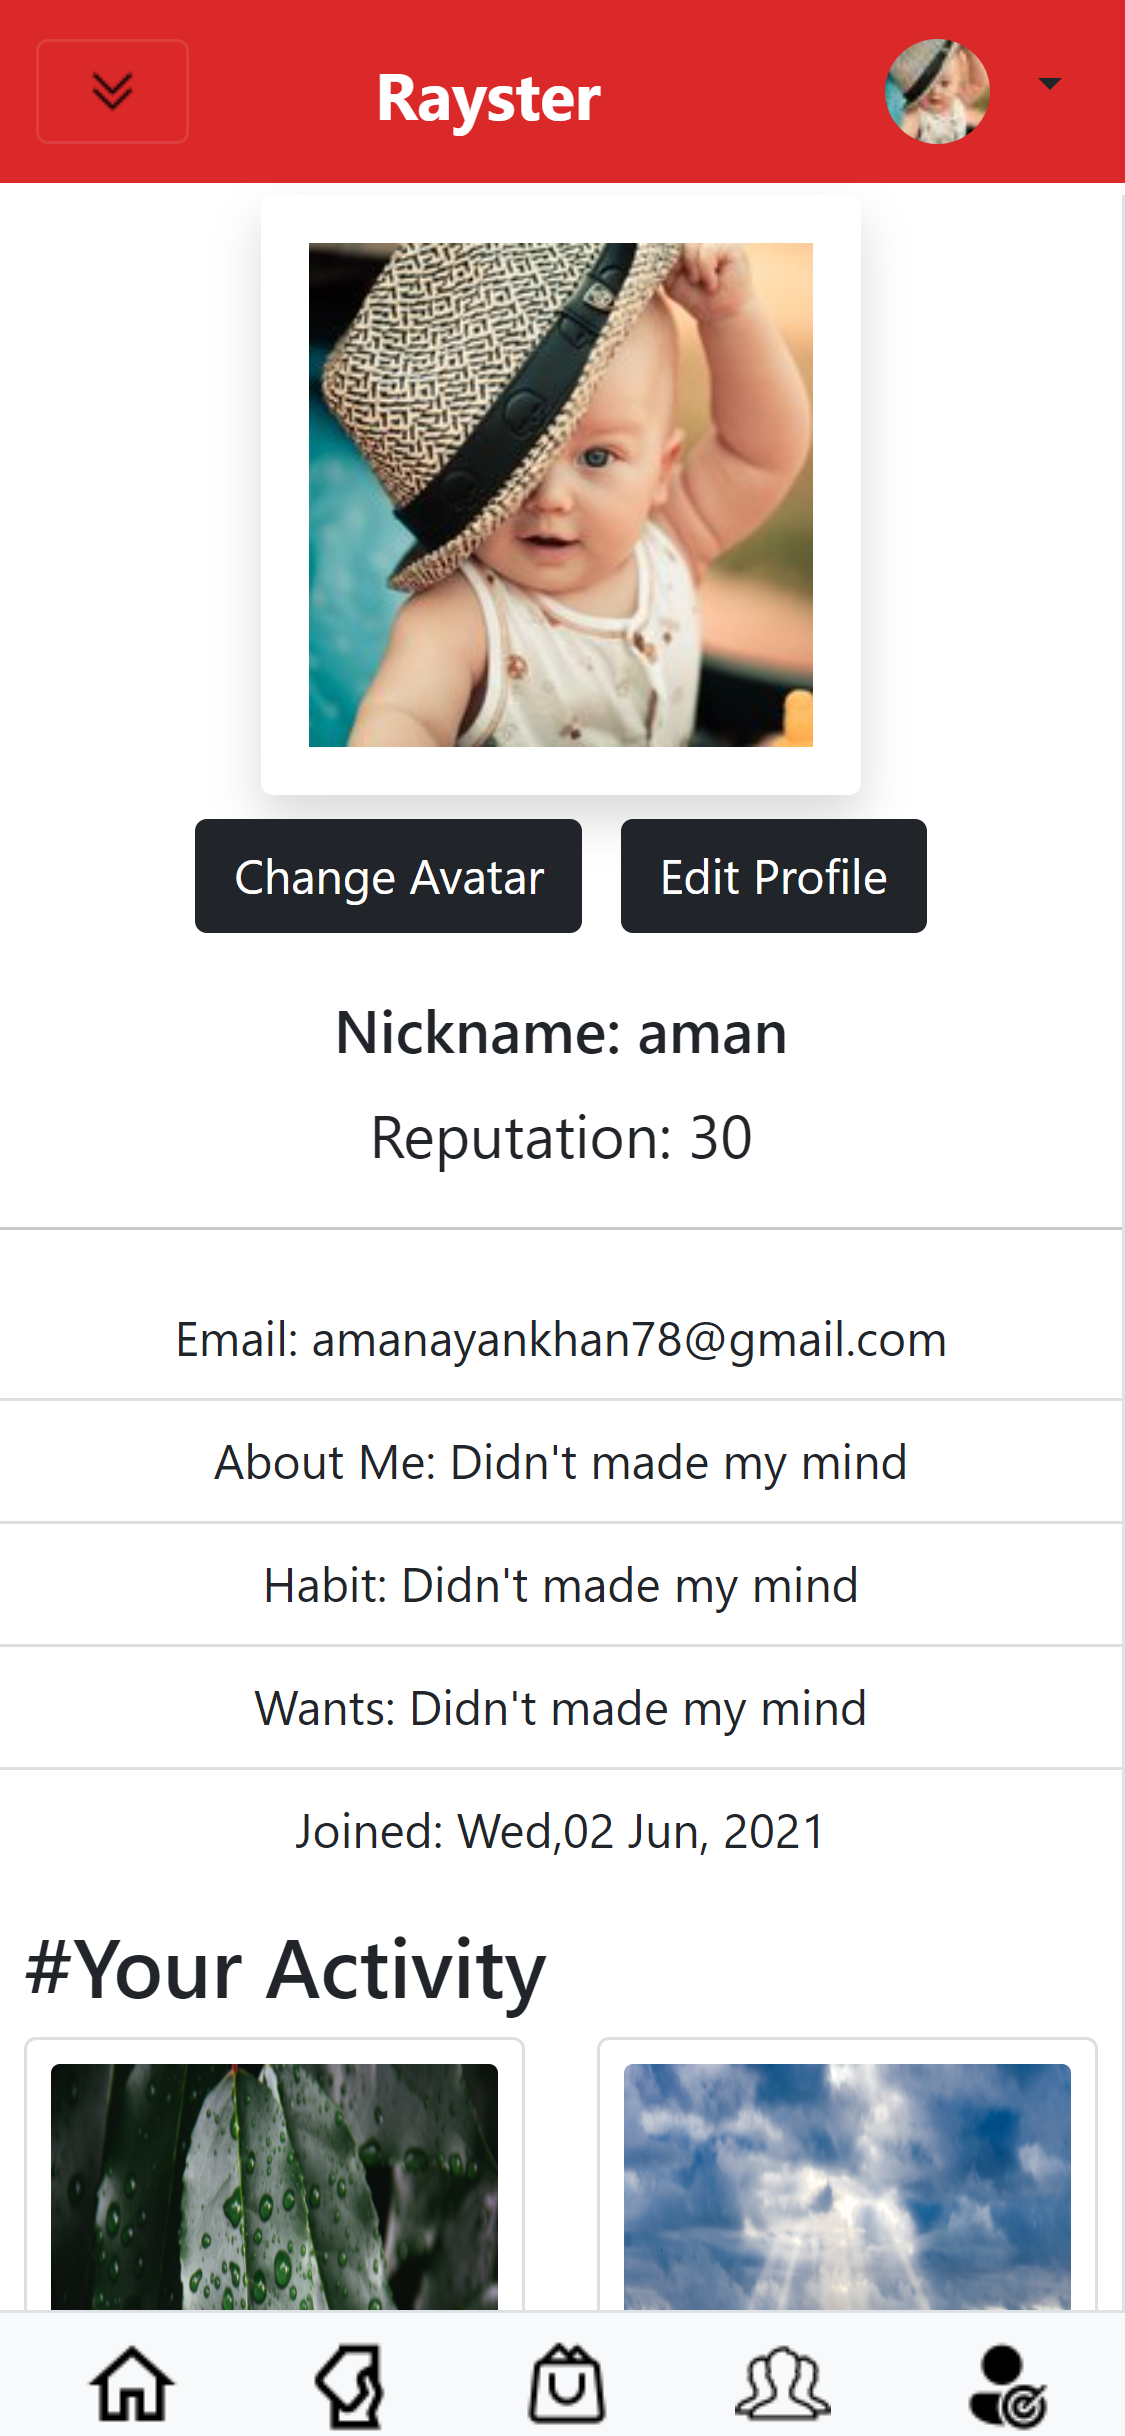 Rayster
Change Avatar
Edit Profile
Nickname: aman
Reputation: 30
Email: amanayankhan78@gmail.com
About Me: Didn't made my mind
Habit: Didn't made my mind
Wants: Didn't made my mind
Joined: Wed,02 Jun, 2021
#Your Activity